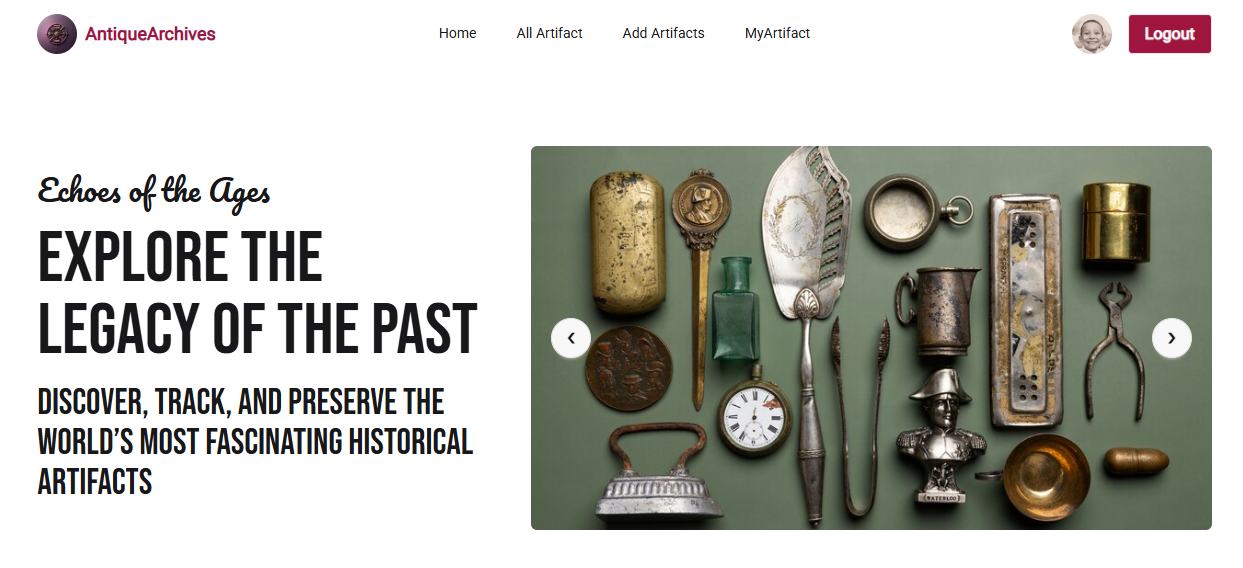 AntiqueArchives
Home
All Artifact
Add Artifacts
MyArtifact
Logout
Echoes of the Ages
EXPLORE THE
LEGACY OF THE PAST
DISCOVER, TRACK, AND PRESERVE THE
WORLD’S MOST FASCINATING HISTORICAL
ARTIFACTS
WATERLOO